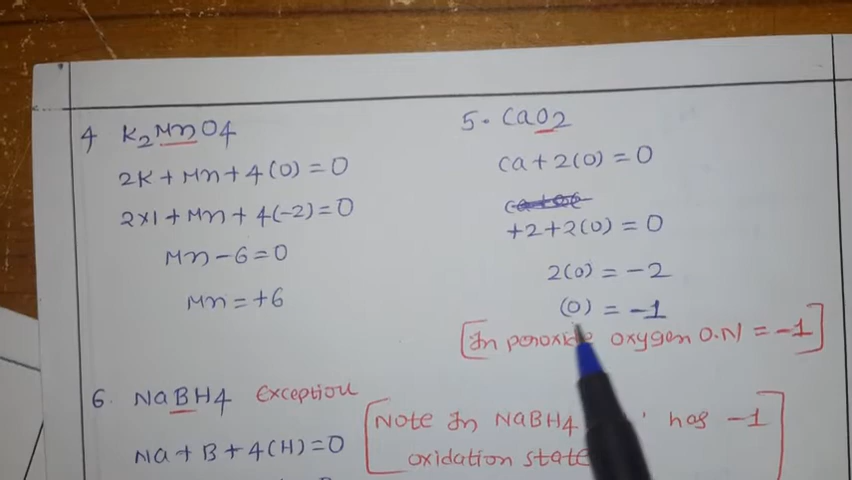 4 K2MnO4
2K + Mn + 4(O) = 0
2x1 + Mn + 4(-2) = 0
Mn - 6 = 0
Mn = +6
5. CaO2
Ca + 2(O) = 0
+2 + 2(O) = 0
2(O) = -2
(O) = -1
[In peroxide oxygen O.N = -1]
6. NaBH4 Exception
Na + B + 4(H) = 0
[Note In NaBH4 ' has -1
oxidation state